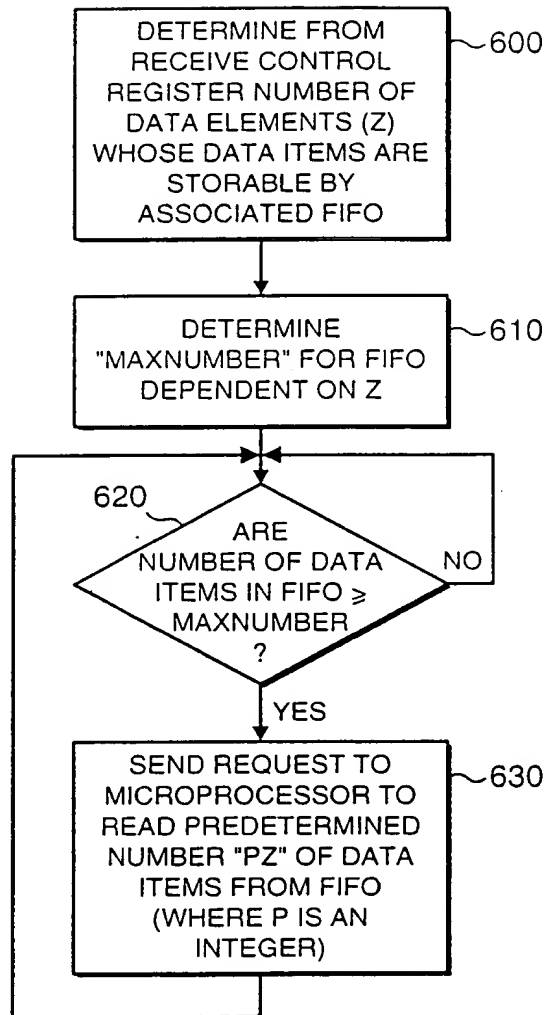 DETERMINE FROM
RECEIVE CONTROL
REGISTER NUMBER OF
DATA ELEMENTS (Z)
WHOSE DATA ITEMS ARE
STORABLE BY
ASSOCIATED FIFO
600
DETERMINE
"MAXNUMBER" FOR FIFO
DEPENDENT ON Z
610
620
ARE
NUMBER OF DATA
ITEMS IN FIFO ⩾
MAXNUMBER
?
NO
YES
SEND REQUEST TO
MICROPROCESSOR TO
READ PREDETERMINED
NUMBER "PZ" OF DATA
ITEMS FROM FIFO
(WHERE P IS AN
INTEGER)
630